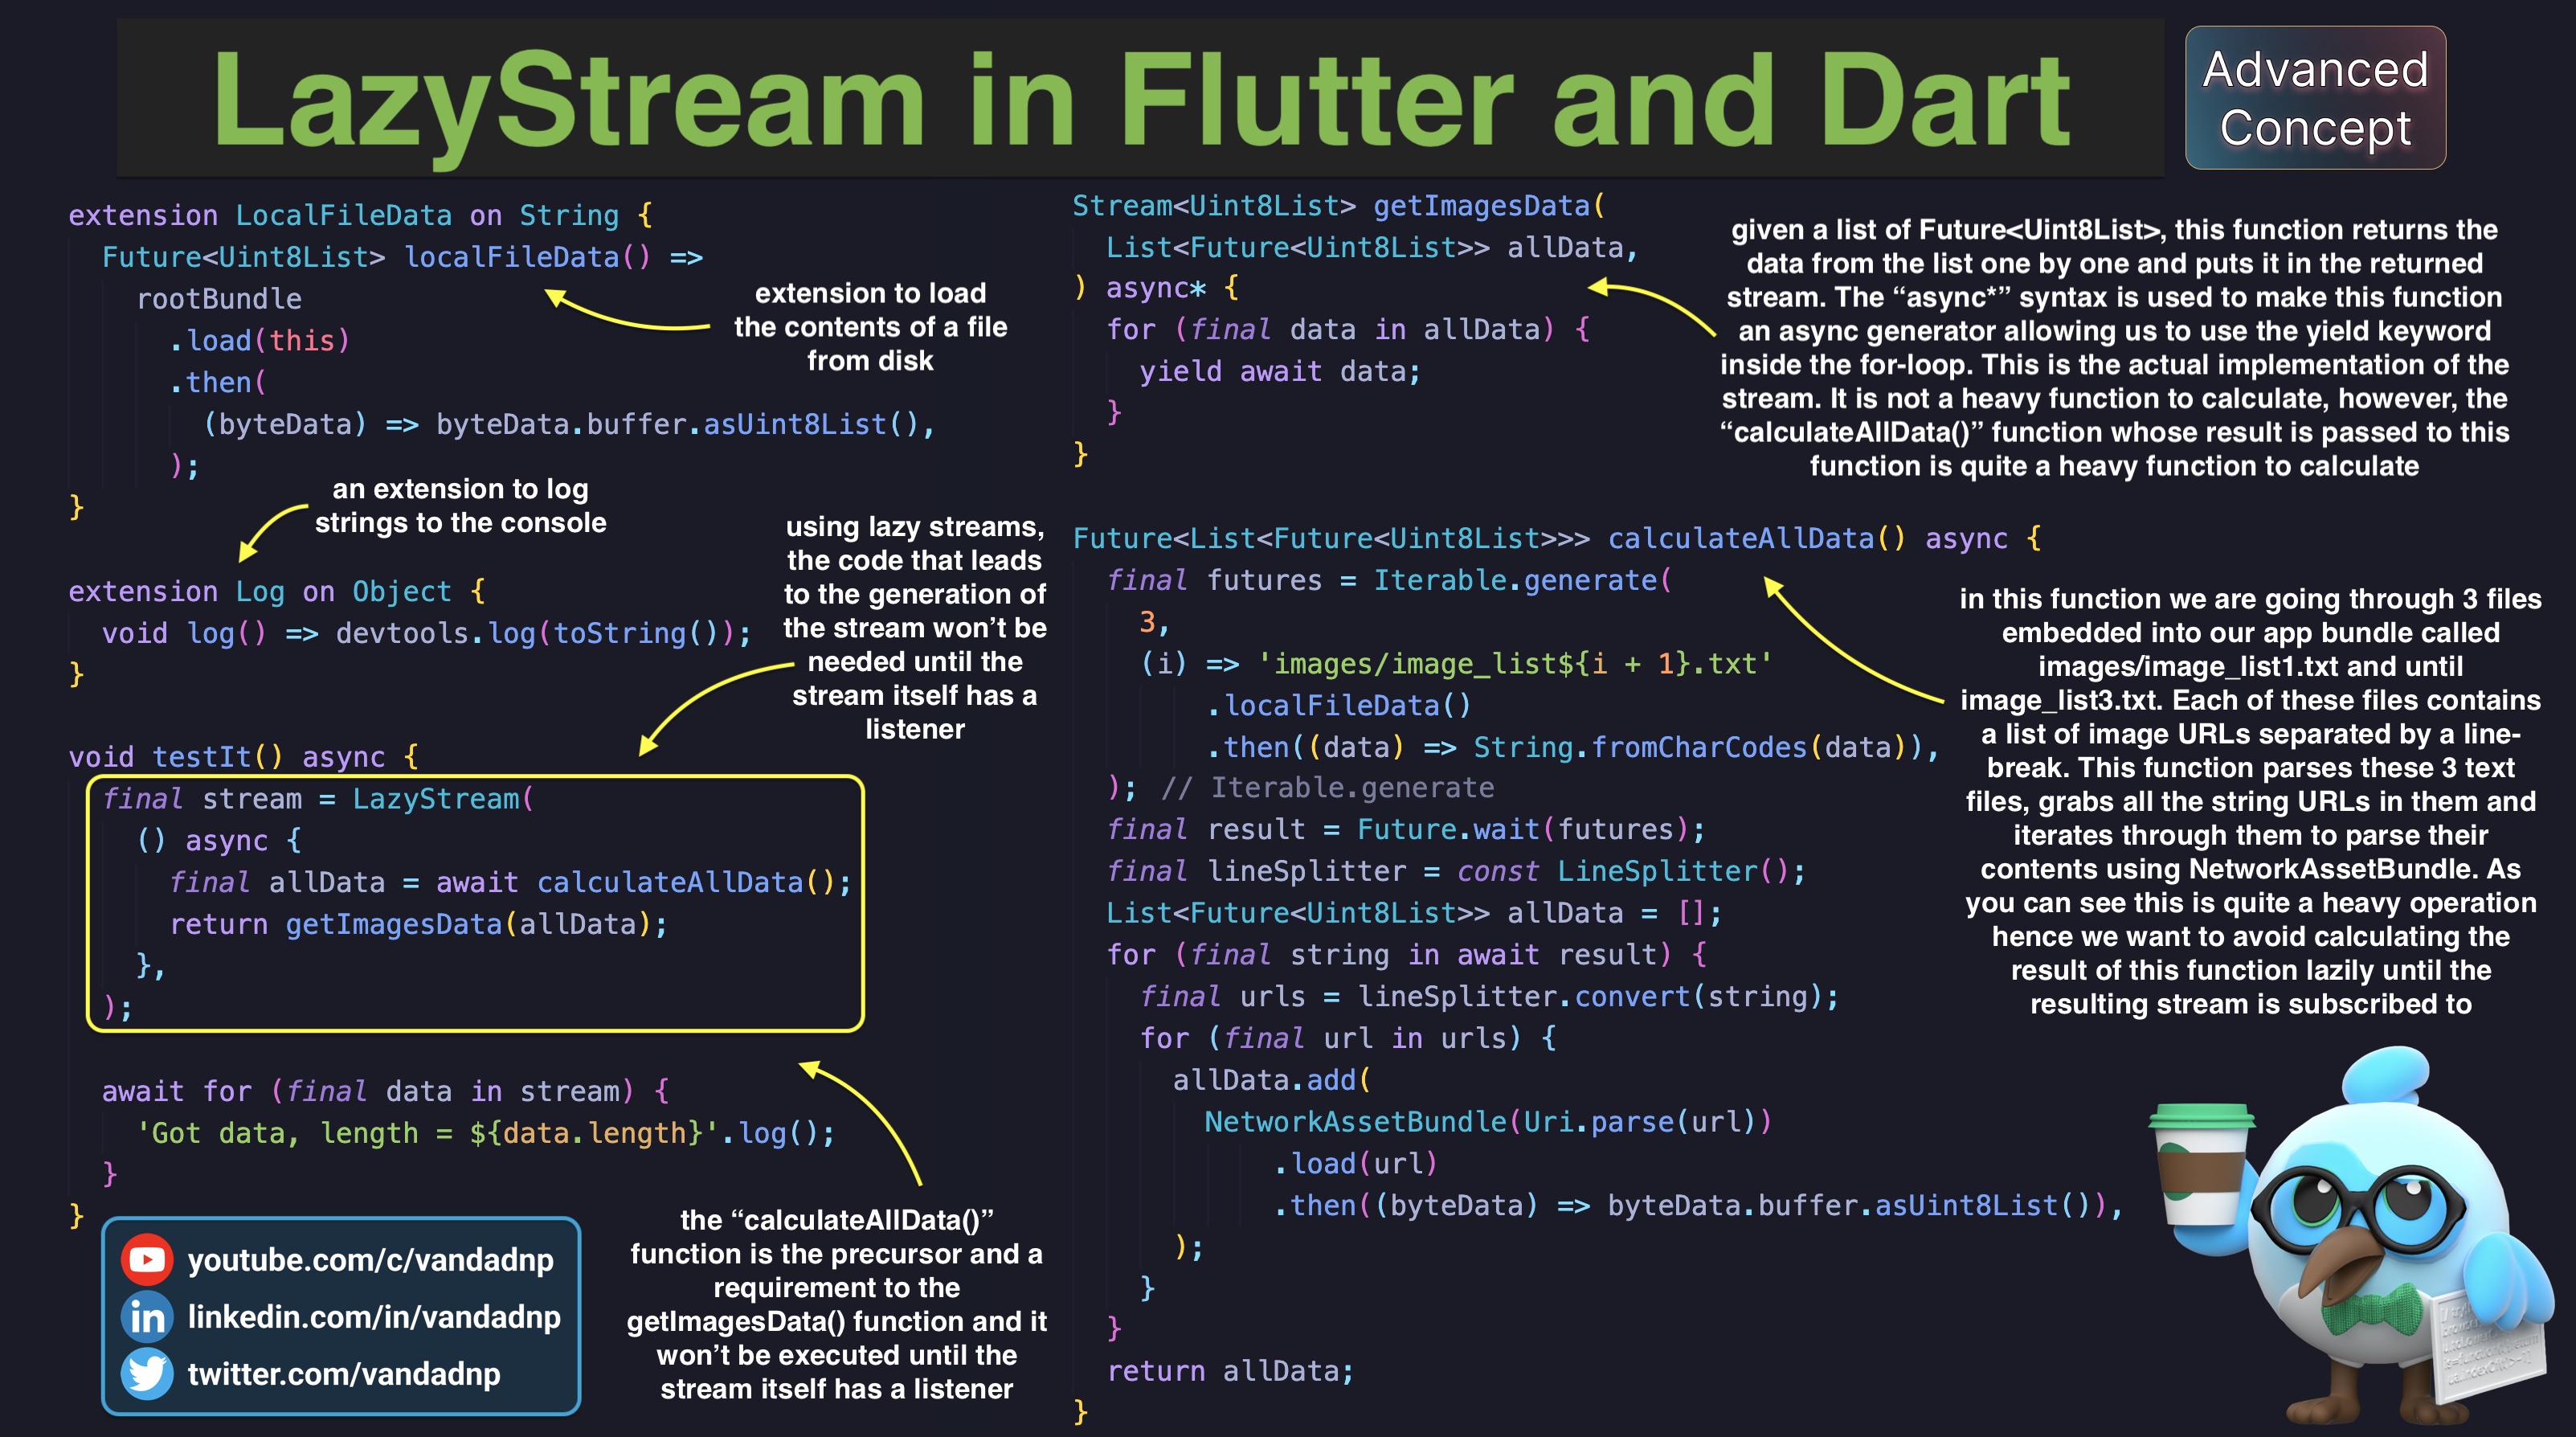 LazyStream in Flutter and Dart
Advanced
Concept
extension LocalFileData on String {
Future<Uint8List> localFileData() =>
rootBundle
.load(this)
.then(
(byteData) => byteData.buffer.asUint8List(),
);
}
extension to load
the contents of a file
from disk
an extension to log
strings to the console
extension Log on Object {
void log() => devtools.log(toString());
}
using lazy streams,
the code that leads
to the generation of
the stream won’t be
needed until the
stream itself has a
listener
void testIt() async {
final stream = LazyStream(
() async {
final allData = await calculateAllData();
return getImagesData(allData);
},
);
await for (final data in stream) {
'Got data, length = ${data.length}'.log();
}
}
the “calculateAllData()”
function is the precursor and a
requirement to the
getImagesData() function and it
won’t be executed until the
stream itself has a listener
youtube.com/c/vandadnp
linkedin.com/in/vandadnp
twitter.com/vandadnp
Stream<Uint8List> getImagesData(
List<Future<Uint8List>> allData,
) async* {
for (final data in allData) {
yield await data;
}
}
given a list of Future<Uint8List>, this function returns the
data from the list one by one and puts it in the returned
stream. The “async*” syntax is used to make this function
an async generator allowing us to use the yield keyword
inside the for-loop. This is the actual implementation of the
stream. It is not a heavy function to calculate, however, the
“calculateAllData()” function whose result is passed to this
function is quite a heavy function to calculate
Future<List<Future<Uint8List>>> calculateAllData() async {
final futures = Iterable.generate(
3,
(i) => 'images/image_list${i + 1}.txt'
.localFileData()
.then((data) => String.fromCharCodes(data)),
); // Iterable.generate
final result = Future.wait(futures);
final lineSplitter = const LineSplitter();
List<Future<Uint8List>> allData = [];
for (final string in await result) {
final urls = lineSplitter.convert(string);
for (final url in urls) {
allData.add(
NetworkAssetBundle(Uri.parse(url))
.load(url)
.then((byteData) => byteData.buffer.asUint8List()),
);
}
}
return allData;
}
in this function we are going through 3 files
embedded into our app bundle called
images/image_list1.txt and until
image_list3.txt. Each of these files contains
a list of image URLs separated by a line-
break. This function parses these 3 text
files, grabs all the string URLs in them and
iterates through them to parse their
contents using NetworkAssetBundle. As
you can see this is quite a heavy operation
hence we want to avoid calculating the
result of this function lazily until the
resulting stream is subscribed to